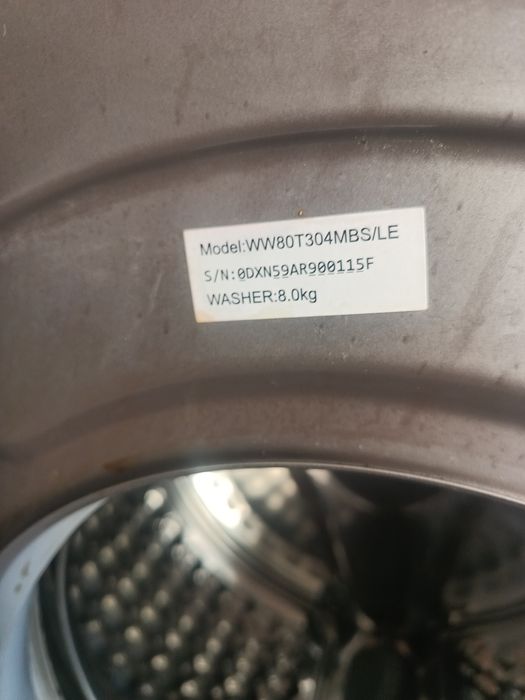 Model:WW80T304MBS/LE
S/N:0DXN59AR900115F
WASHER:8.0kg